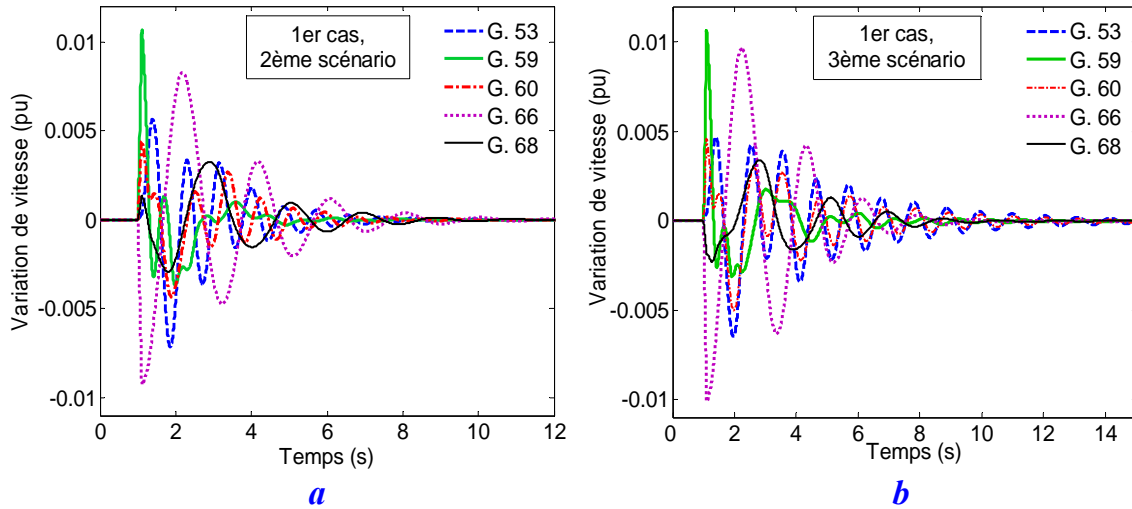 1er cas,
2ème scénario
G. 53
G. 59
G. 60
G. 66
G. 68
0.01
0.005
0
-0.005
-0.01
Variation de vitesse (pu)
0 2 4 6 8 10 12
Temps (s)
a
1er cas,
3ème scénario
G. 53
G. 59
G. 60
G. 66
G. 68
0.01
0.005
0
-0.005
-0.01
Variation de vitesse (pu)
0 2 4 6 8 10 12 14
Temps (s)
b